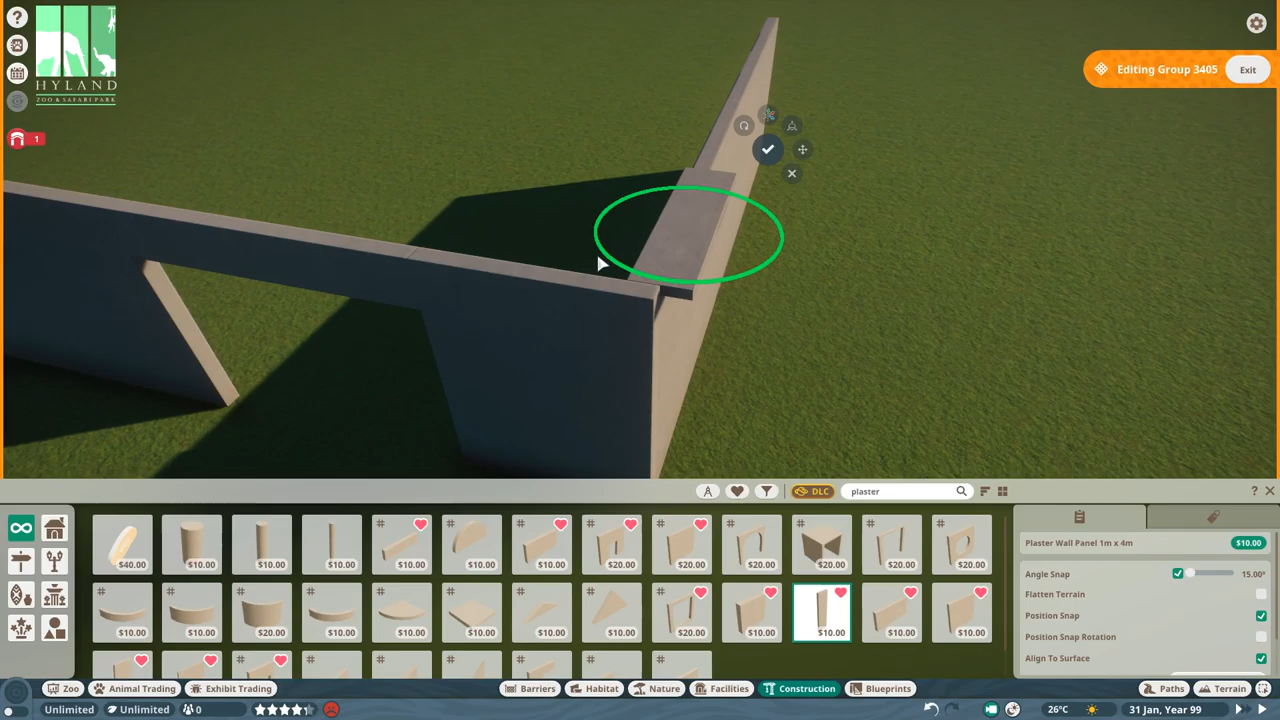 ?
HYLAND
ZOO & SAFARI PARK
Editing Group 3405
Exit
1
DLC
plaster
? ×
$40.00 $10.00 $10.00 $10.00 $10.00 $10.00 $10.00 $20.00 $10.00 $20.00 $20.00 $10.00 $10.00
Plaster Wall Panel 1m x 4m $10.00
Angle Snap 15.00°
Flatten Terrain
Position Snap
Position Snap Rotation
Align To Surface
$10.00 $10.00 $20.00 $10.00 $10.00 $10.00 $10.00 $10.00 $20.00 $10.00 $10.00 $10.00 $10.00
Zoo Animal Trading Exhibit Trading Barriers Habitat Nature Facilities Construction Blueprints Paths Terrain
Unlimited Unlimited 0 26°C 31 Jan, Year 99